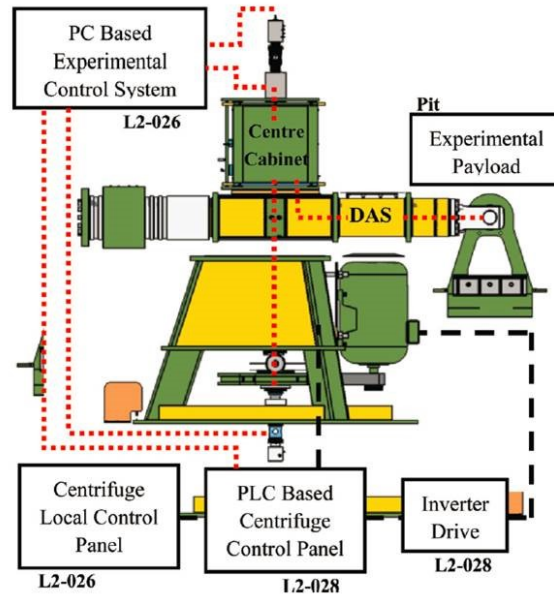 PC Based
Experimental
Control System
L2-026
Centre
Cabinet
Pit
Experimental
Payload
DAS
Centrifuge
Local Control
Panel
L2-026
PLC Based
Centrifuge
Control Panel
L2-028
Inverter
Drive
L2-028